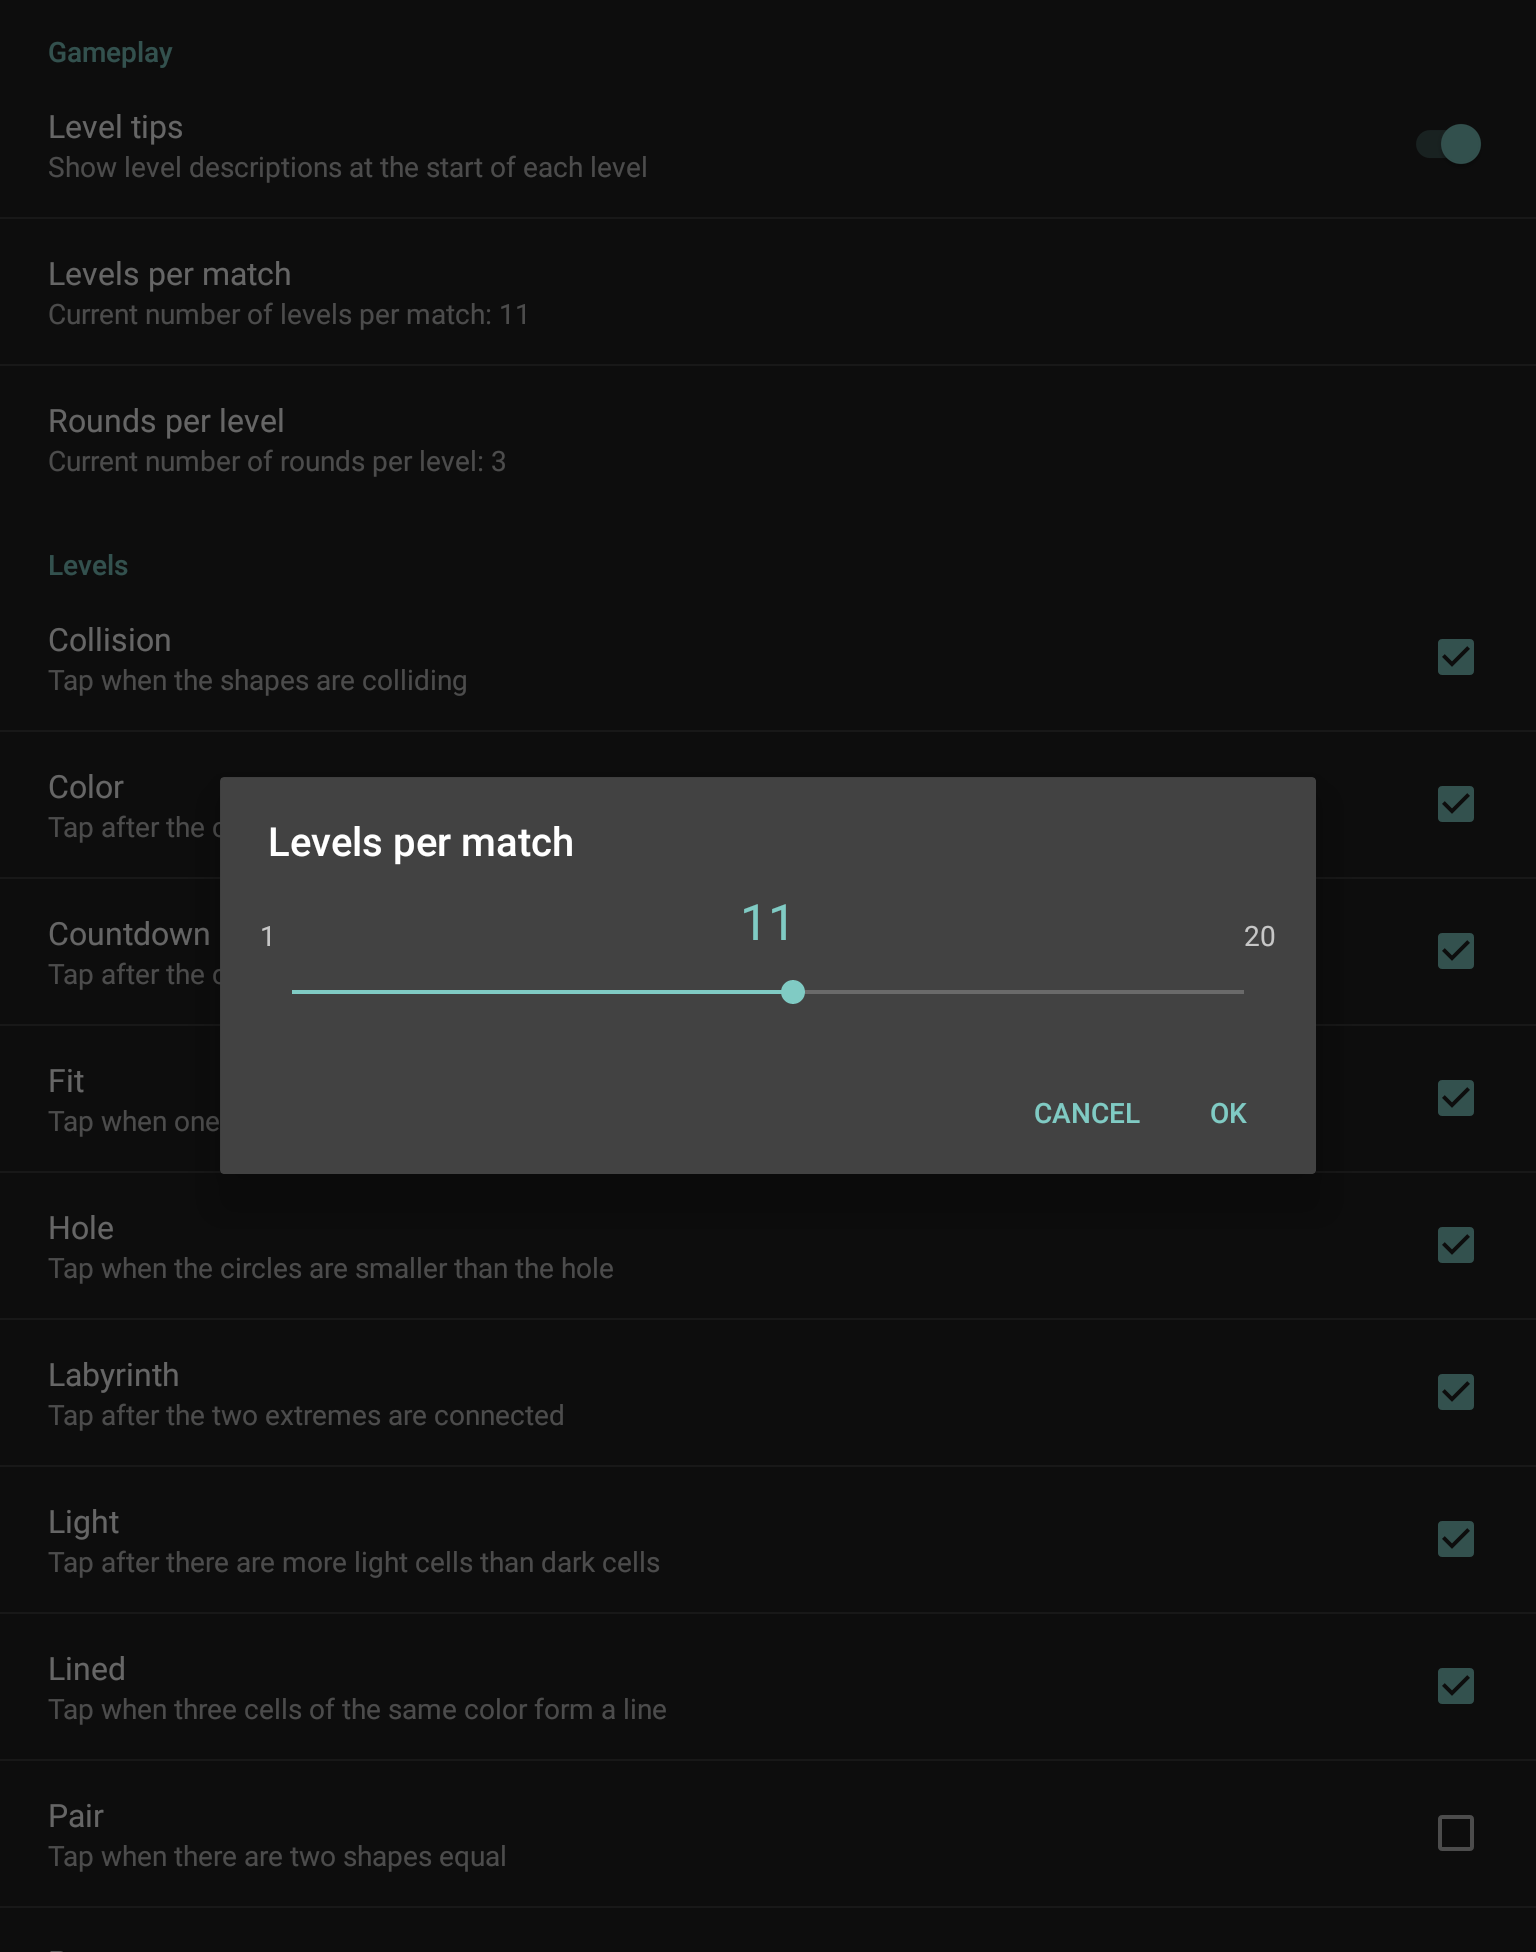 Gameplay
Level tips
Show level descriptions at the start of each level
Levels per match
Current number of levels per match: 11
Rounds per level
Current number of rounds per level: 3
Levels
Collision
Tap when the shapes are colliding
Color
Tap after the
Countdown
Tap after the
Fit
Tap when one
Levels per match
1
11
20
CANCEL
OK
Hole
Tap when the circles are smaller than the hole
Labyrinth
Tap after the two extremes are connected
Light
Tap after there are more light cells than dark cells
Lined
Tap when three cells of the same color form a line
Pair
Tap when there are two shapes equal